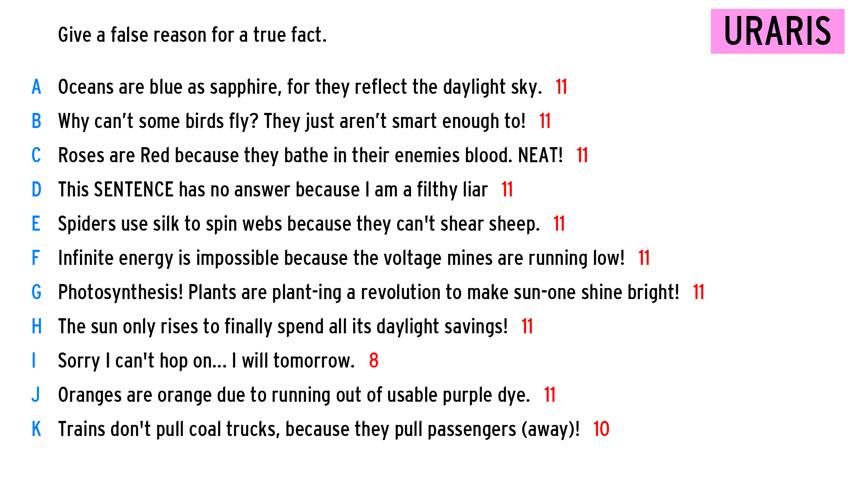 Give a false reason for a true fact.
URARIS
A Oceans are blue as sapphire, for they reflect the daylight sky. 11
B Why can’t some birds fly? They just aren’t smart enough to! 11
C Roses are Red because they bathe in their enemies blood. NEAT! 11
D This SENTENCE has no answer because I am a filthy liar 11
E Spiders use silk to spin webs because they can't shear sheep. 11
F Infinite energy is impossible because the voltage mines are running low! 11
G Photosynthesis! Plants are plant-ing a revolution to make sun-one shine bright! 11
H The sun only rises to finally spend all its daylight savings! 11
I Sorry I can't hop on... I will tomorrow. 8
J Oranges are orange due to running out of usable purple dye. 11
K Trains don't pull coal trucks, because they pull passengers (away)! 10